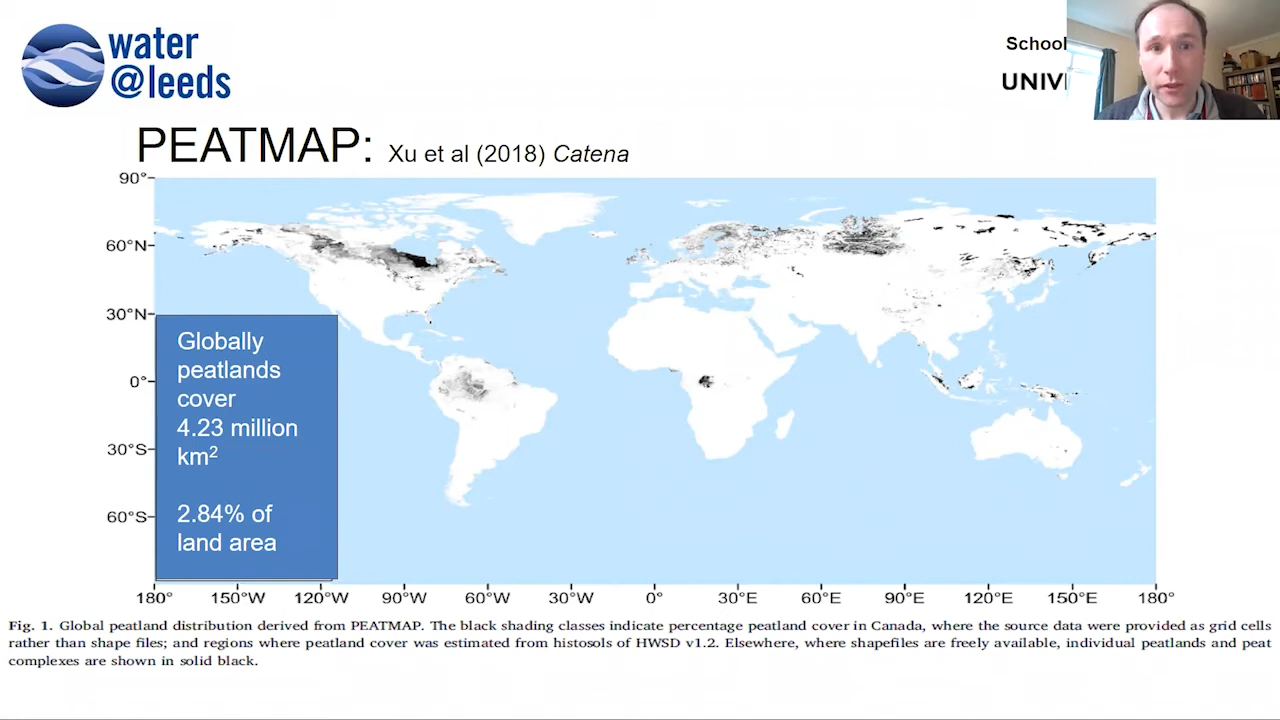 water
@leeds
School
UNIV
PEATMAP: Xu et al (2018) Catena
90°
60°N
30°N
0°
30°S
60°S
Globally
peatlands
cover
4.23 million
km²
2.84% of
land area
180° 150°W 120°W 90°W 60°W 30°W 0° 30°E 60°E 90°E 120°E 150°E 180°
Fig. 1. Global peatland distribution derived from PEATMAP. The black shading classes indicate percentage peatland cover in Canada, where the source data were provided as grid cells
rather than shape files; and regions where peatland cover was estimated from histosols of HWSD v1.2. Elsewhere, where shapefiles are freely available, individual peatlands and peat
complexes are shown in solid black.